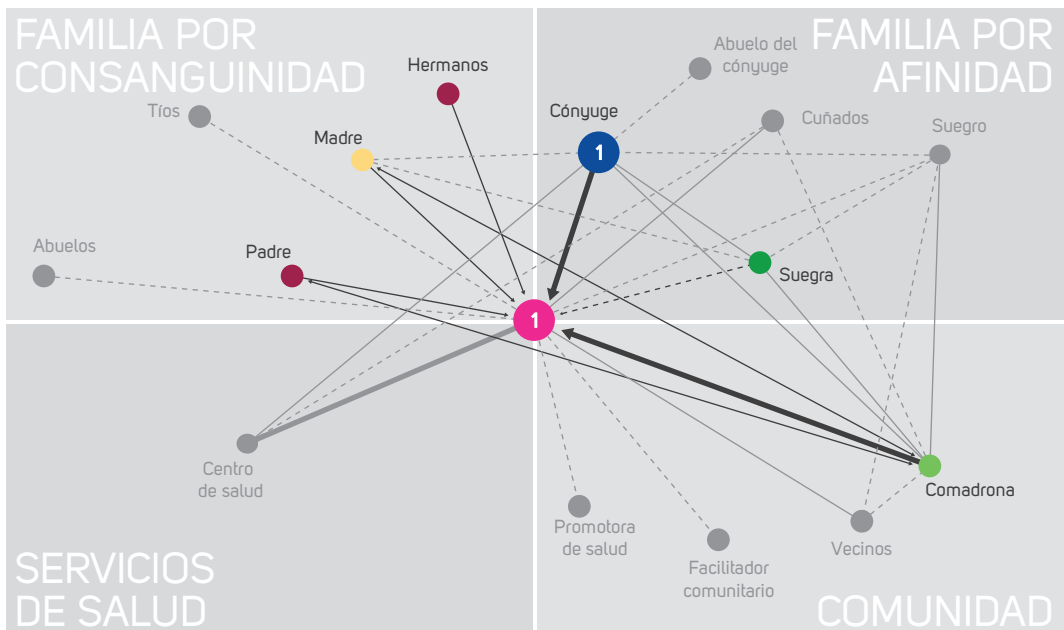 FAMILIA POR
CONSANGUINIDAD
FAMILIA POR
AFINIDAD
Hermanos
Abuelo del
cónyuge
Tíos
Madre
Cónyuge
1
Cuñados
Suegro
Abuelos
Padre
Suegra
1
Centro
de salud
Comadrona
Promotora
de salud
Facilitador
comunitario
Vecinos
SERVICIOS
DE SALUD
COMUNIDAD